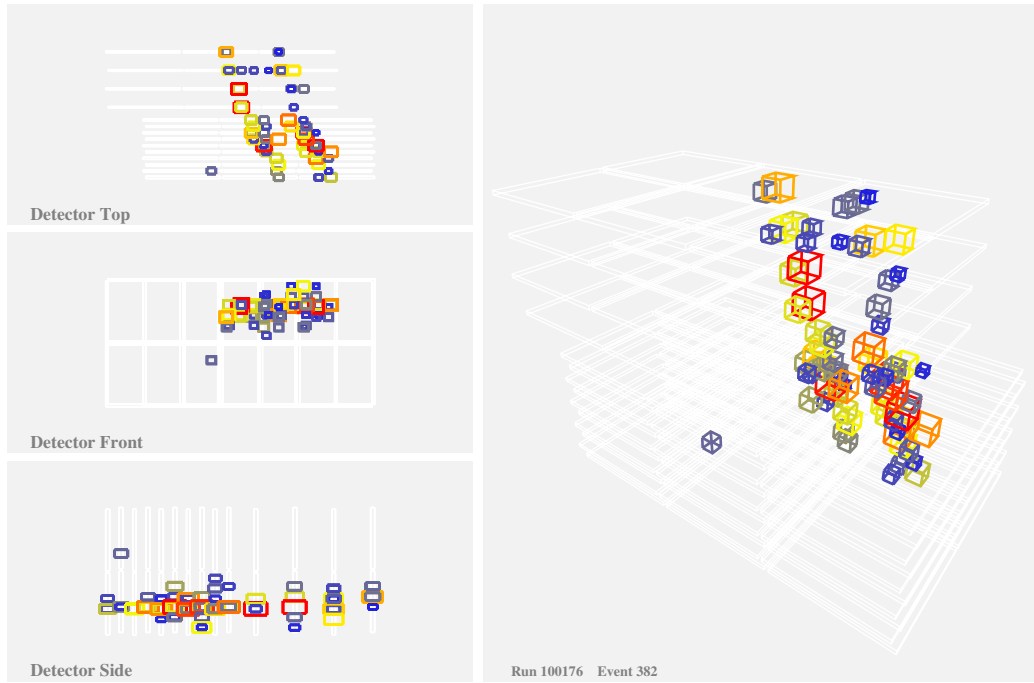 Detector Top
Detector Front
Detector Side
Run 100176 Event 382